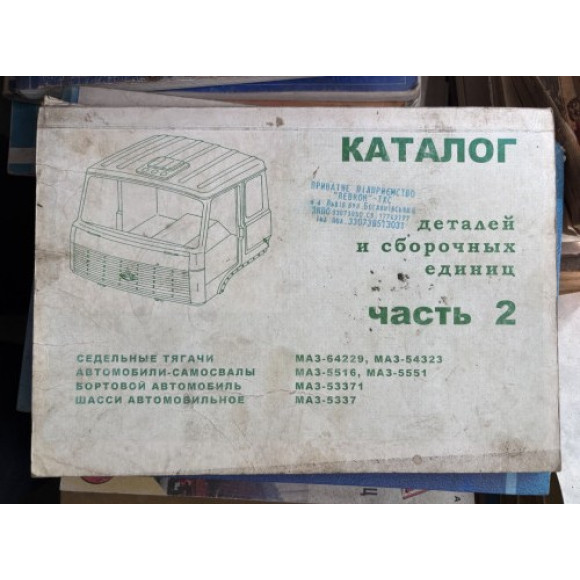 КАТАЛОГ
ПРИВАТНЕ ПІДПРИЄМСТВО
деталей
и сборочных
единиц
часть 2
СЕДЕЛЬНЫЕ ТЯГАЧИ МАЗ-64229, МАЗ-54323
АВТОМОБИЛИ-САМОСВАЛЫ МАЗ-5516, МАЗ-5551
БОРТОВОЙ АВТОМОБИЛЬ МАЗ-53371
ШАССИ АВТОМОБИЛЬНОЕ МАЗ-5337